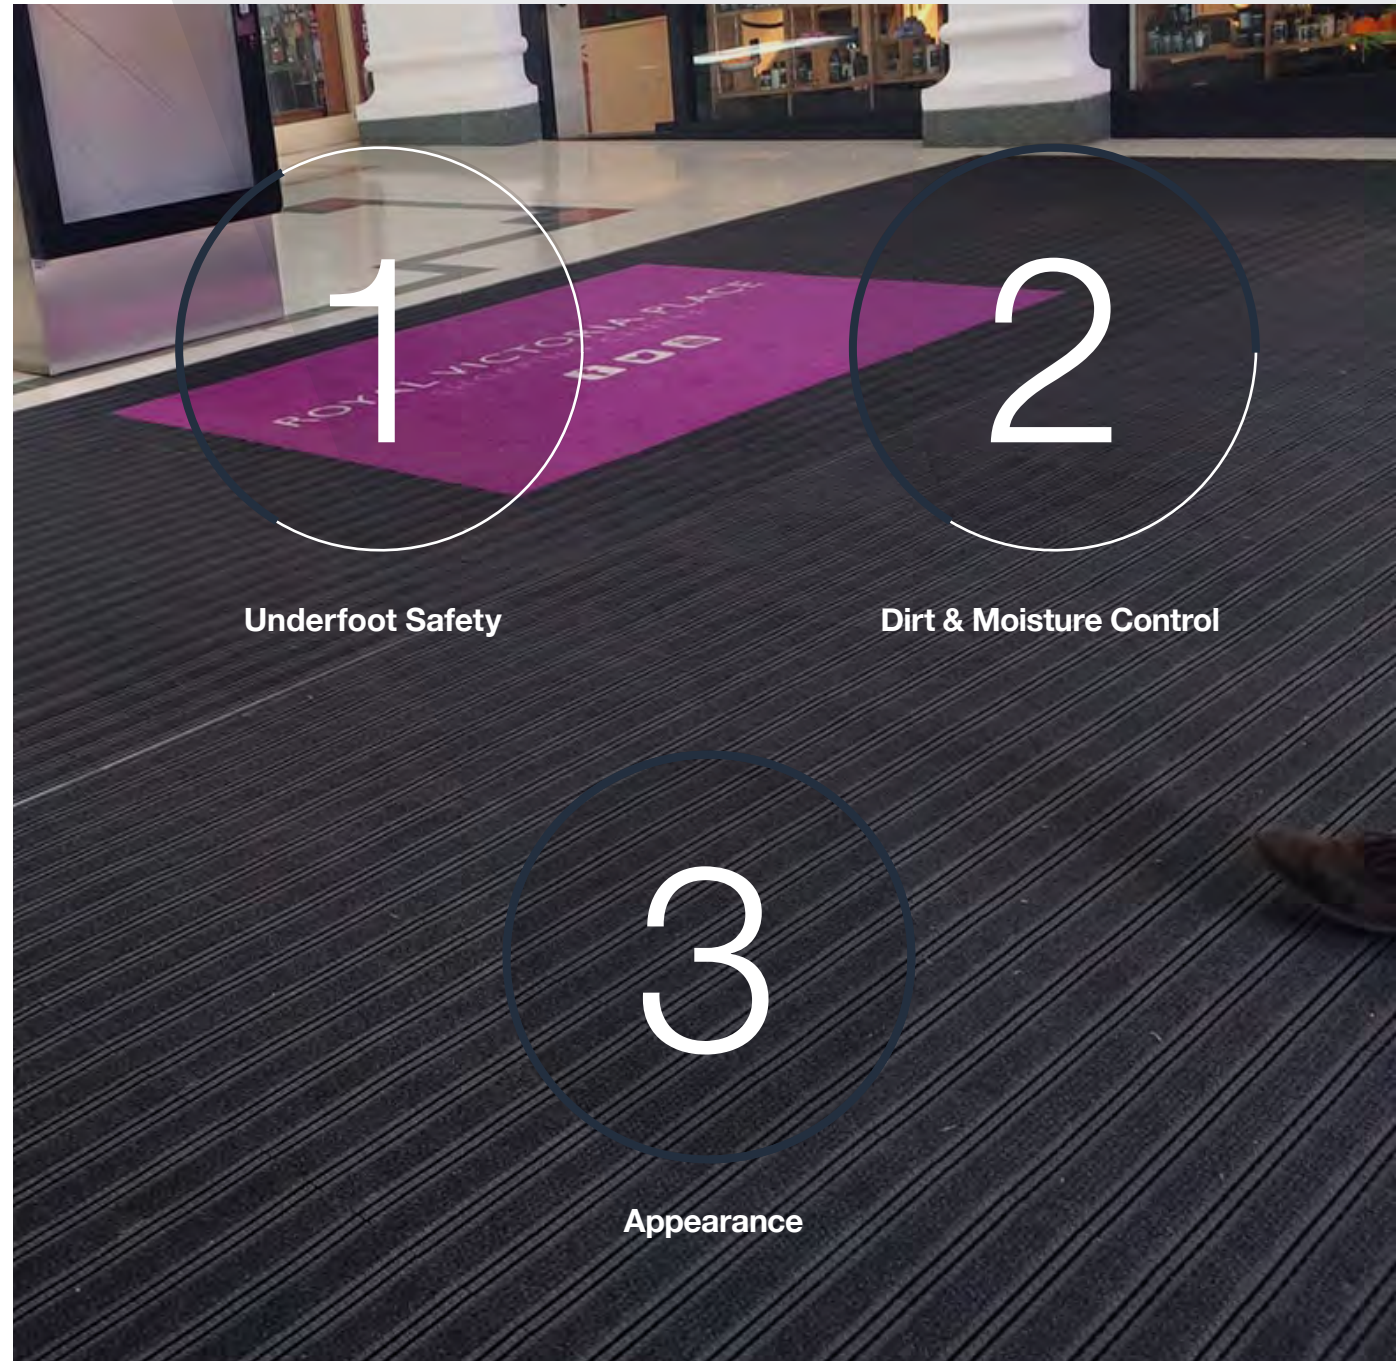 1
2
ROYAL VICTORIA PLACE
Underfoot Safety
Dirt & Moisture Control
3
Appearance